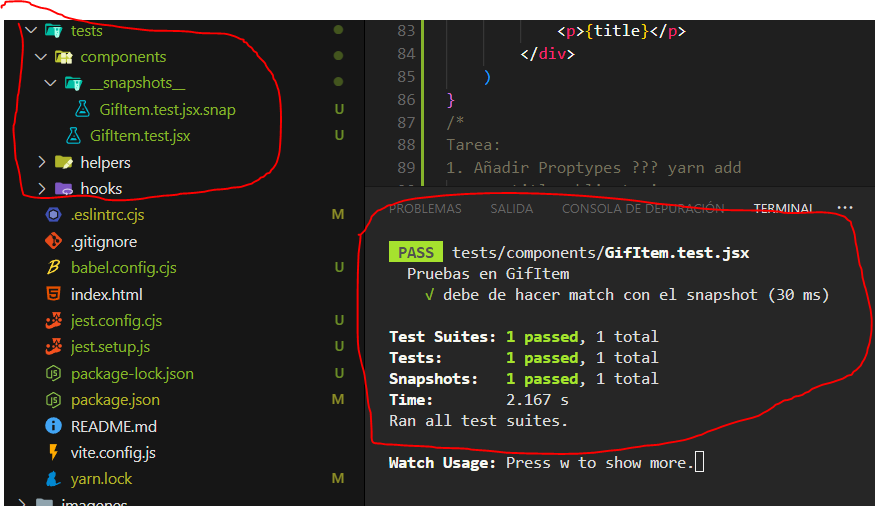 tests
components
__snapshots__
GifItem.test.jsx.snap U
GifItem.test.jsx U
helpers
hooks
.eslintrc.cjs M
.gitignore
babel.config.cjs U
index.html
jest.config.cjs U
jest.setup.js U
package-lock.json U
package.json M
README.md
vite.config.js
yarn.lock M
imagenes
83 <p>{title}</p>
84 </div>
85 )
86 }
87 /*
88 Tarea:
89 1. Añadir Proptypes ??? yarn add
PROBLEMAS SALIDA CONSOLA DE DEPURACIÓN TERMINAL ...
PASS tests/components/GifItem.test.jsx
Pruebas en GifItem
√ debe de hacer match con el snapshot (30 ms)
Test Suites: 1 passed, 1 total
Tests: 1 passed, 1 total
Snapshots: 1 passed, 1 total
Time: 2.167 s
Ran all test suites.
Watch Usage: Press w to show more.